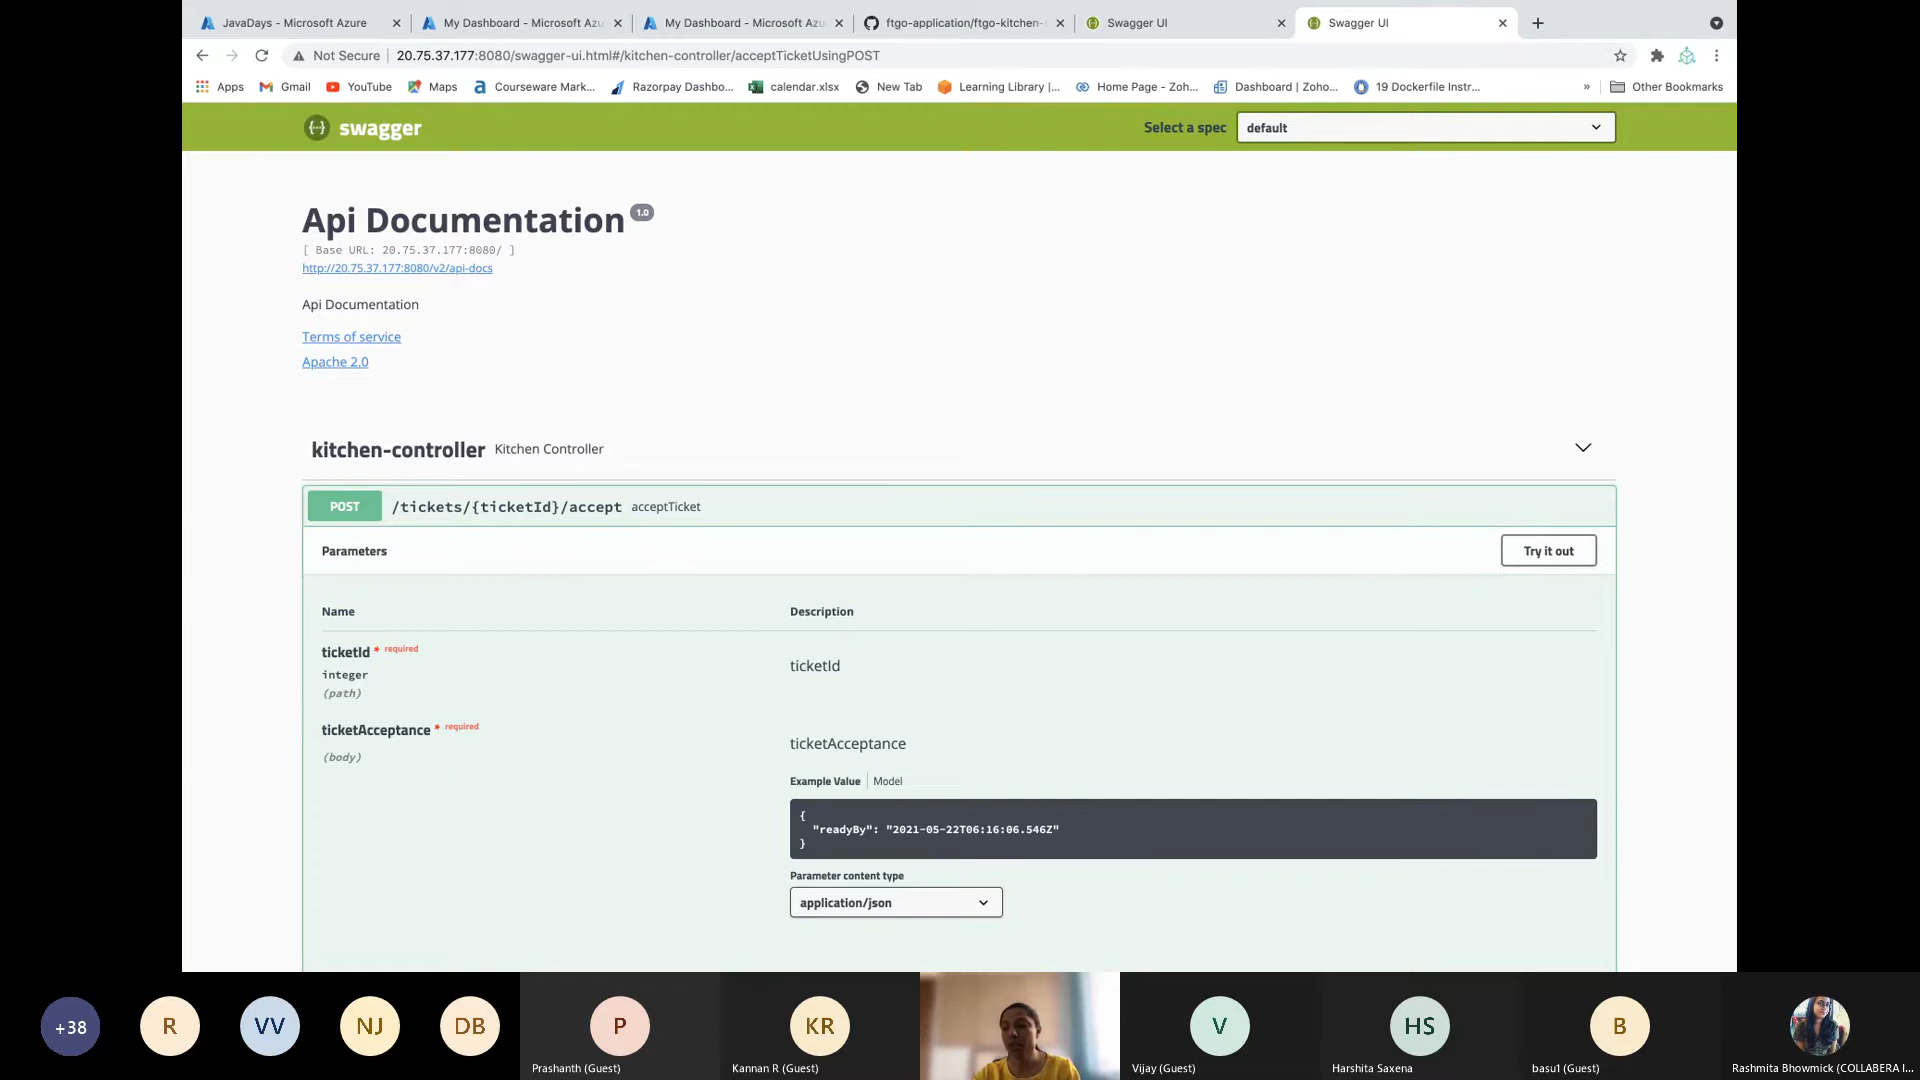 JavaDays - Microsoft Azure
My Dashboard - Microsoft Azu
My Dashboard - Microsoft Azu
ftgo-application/ftgo-kitchen-
Swagger UI
Swagger UI
Not Secure
20.75.37.177:8080/swagger-ui.html#/kitchen-controller/acceptTicketUsingPOST
Apps
Gmail
YouTube
Maps
Courseware Mark...
Razorpay Dashbo...
calendar.xlsx
New Tab
Learning Library |...
Home Page - Zoh...
Dashboard | Zoho...
19 Dockerfile Instr...
»
Other Bookmarks
swagger
Select a spec
default
Api Documentation 1.0
[ Base URL: 20.75.37.177:8080/ ]
http://20.75.37.177:8080/v2/api-docs
Api Documentation
Terms of service
Apache 2.0
kitchen-controller Kitchen Controller
POST /tickets/{ticketId}/accept acceptTicket
Parameters
Try it out
Name Description
ticketId * required
integer
(path)
ticketId
ticketAcceptance * required
(body)
ticketAcceptance
Example Value Model
{
"readyBy": "2021-05-22T06:16:06.546Z"
}
Parameter content type
application/json
+38
R
VV
NJ
DB
P
Prashanth (Guest)
KR
Kannan R (Guest)
V
Vijay (Guest)
HS
Harshita Saxena
B
basu1 (Guest)
Rashmita Bhowmick (COLLABERA I...